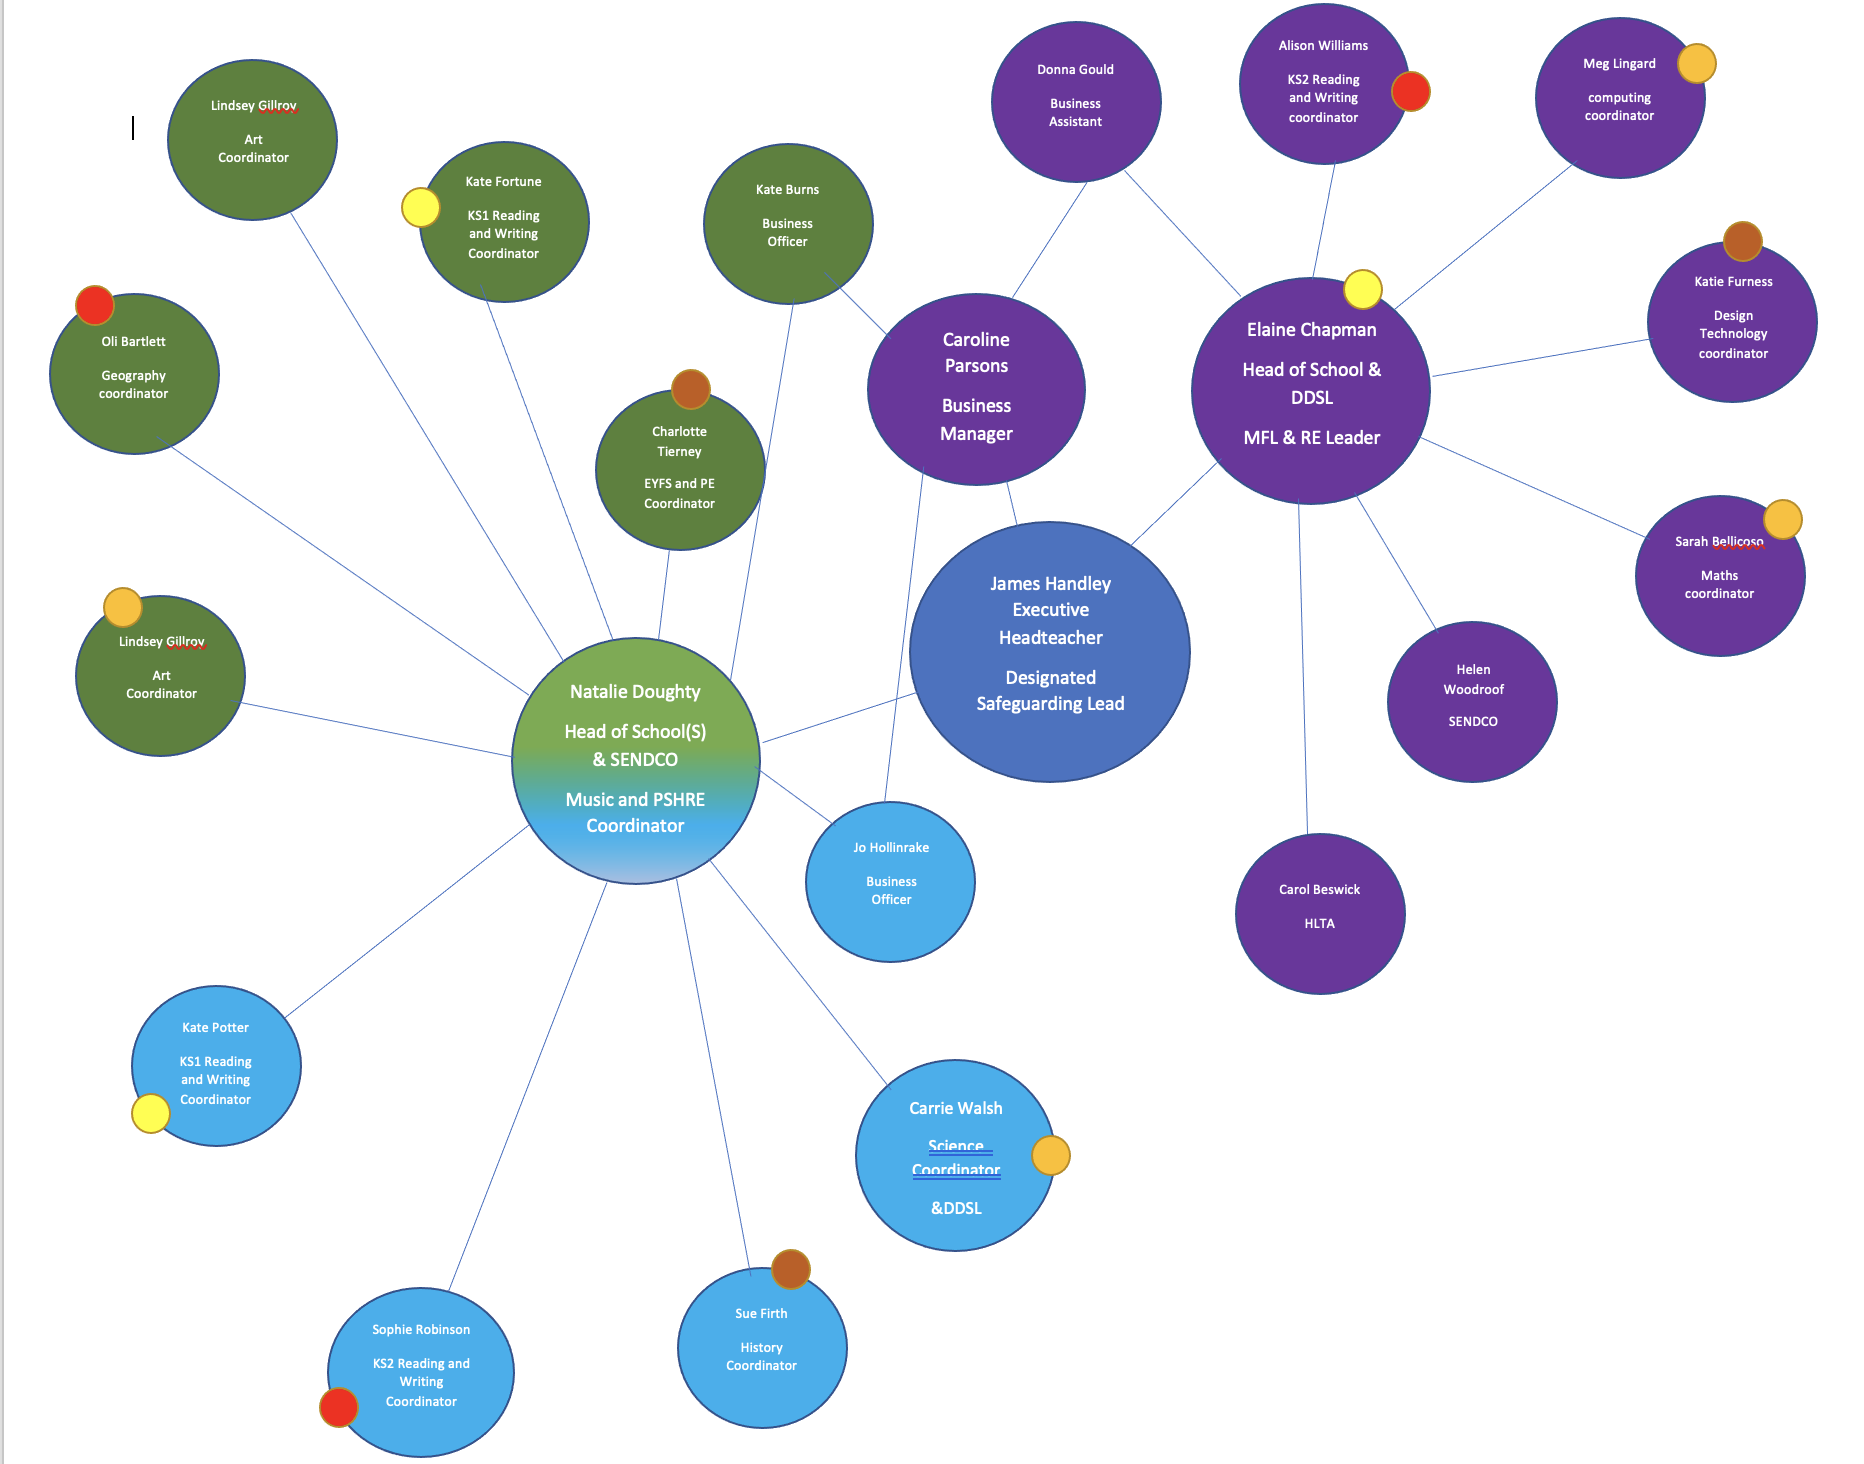 Lindsey Gillrov
Art
Coordinator
Kate Fortune
KS1 Reading
and Writing
Coordinator
Kate Burns
Business
Officer
Donna Gould
Business
Assistant
Alison Williams
KS2 Reading
and Writing
coordinator
Meg Lingard
computing
coordinator
Oli Bartlett
Geography
coordinator
Charlotte
Tierney
EYFS and PE
Coordinator
Caroline
Parsons
Business
Manager
Elaine Chapman
Head of School &
DDSL
MFL & RE Leader
Katie Furness
Design
Technology
coordinator
Lindsey Gillrov
Art
Coordinator
Natalie Doughty
Head of School(S)
& SENDCO
Music and PSHRE
Coordinator
James Handley
Executive
Headteacher
Designated
Safeguarding Lead
Sarah Bellicoso
Maths
coordinator
Helen
Woodroof
SENDCO
Jo Hollinrake
Business
Officer
Carol Beswick
HLTA
Kate Potter
KS1 Reading
and Writing
Coordinator
Carrie Walsh
Science
Coordinator
&DDSL
Sophie Robinson
KS2 Reading and
Writing
Coordinator
Sue Firth
History
Coordinator